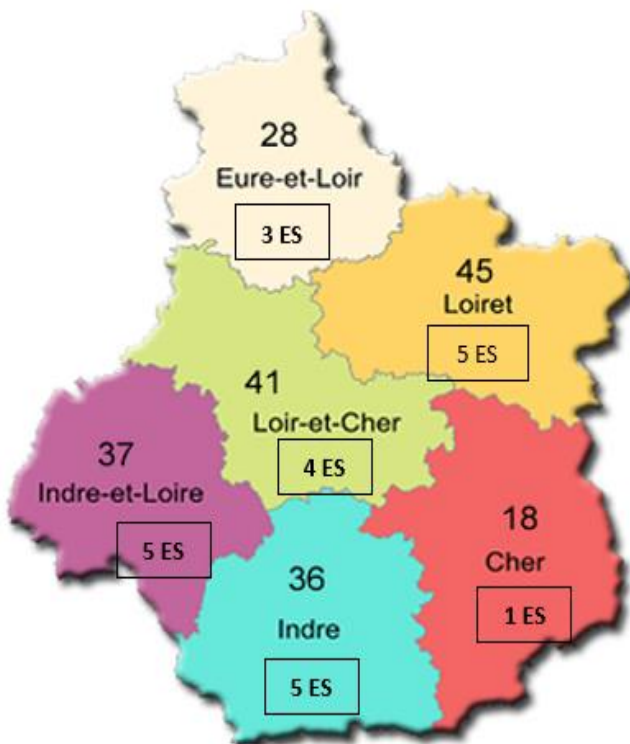 28
Eure-et-Loir
3 ES
45
Loiret
5 ES
41
Loir-et-Cher
4 ES
37
Indre-et-Loire
5 ES
18
Cher
1 ES
36
Indre
5 ES